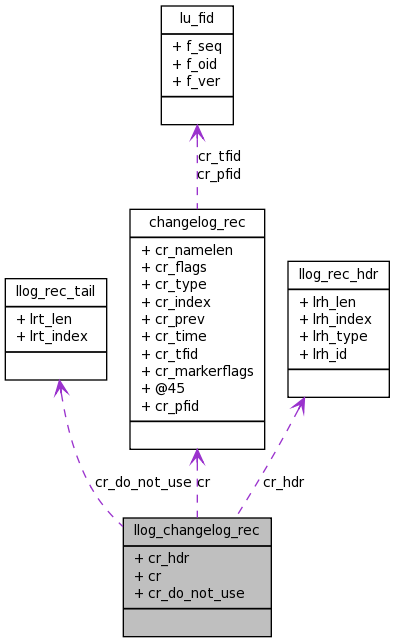 lu_fid
+ f_seq
+ f_oid
+ f_ver
cr_tfid
cr_pfid
changelog_rec
+ cr_namelen
+ cr_flags
+ cr_type
+ cr_index
+ cr_prev
+ cr_time
+ cr_tfid
+ cr_markerflags
+ @45
+ cr_pfid
llog_rec_tail
+ lrt_len
+ lrt_index
llog_rec_hdr
+ lrh_len
+ lrh_index
+ lrh_type
+ lrh_id
cr_do_not_use
cr
cr_hdr
llog_changelog_rec
+ cr_hdr
+ cr
+ cr_do_not_use